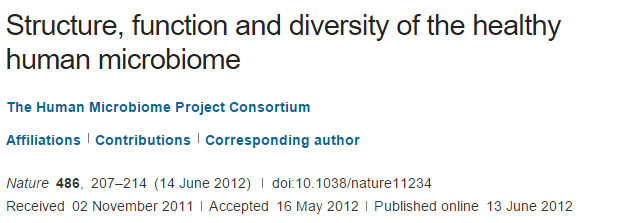 Structure, function and diversity of the healthy
human microbiome
The Human Microbiome Project Consortium
Affiliations | Contributions | Corresponding author
Nature 486, 207–214 (14 June 2012) | doi:10.1038/nature11234
Received 02 November 2011 | Accepted 16 May 2012 | Published online 13 June 2012